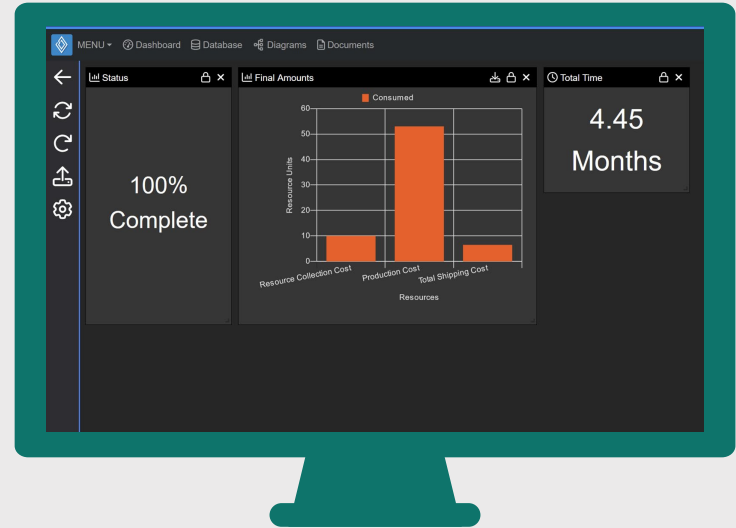 MENU Dashboard Database Diagrams Documents
Status
100%
Complete
Final Amounts
Consumed
60
50
40
30
20
10
0
Resource Units
Resource Collection Cost
Production Cost
Total Shipping Cost
Resources
Total Time
4.45
Months